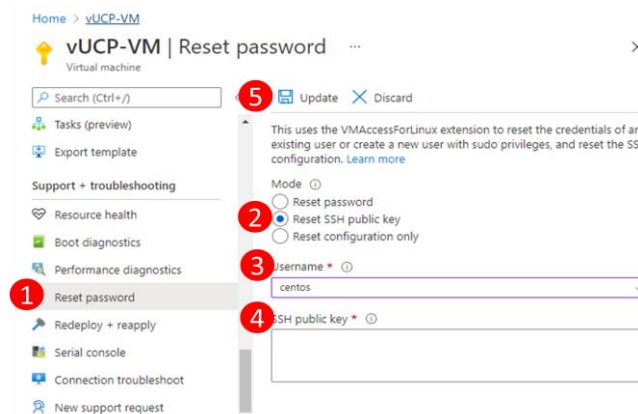 Home > vUCP-VM
vUCP-VM | Reset password ...
Virtual machine
Search (Ctrl+/)
Tasks (preview)
Export template
Support + troubleshooting
Resource health
Boot diagnostics
Performance diagnostics
1
Reset password
Redeploy + reapply
Serial console
Connection troubleshoot
New support request
5
Update
Discard
This uses the VMAccessForLinux extension to reset the credentials of an
existing user or create a new user with sudo privileges, and reset the SS
configuration. Learn more
Mode
Reset password
2
Reset SSH public key
Reset configuration only
3
Username *
centos
4
SSH public key *